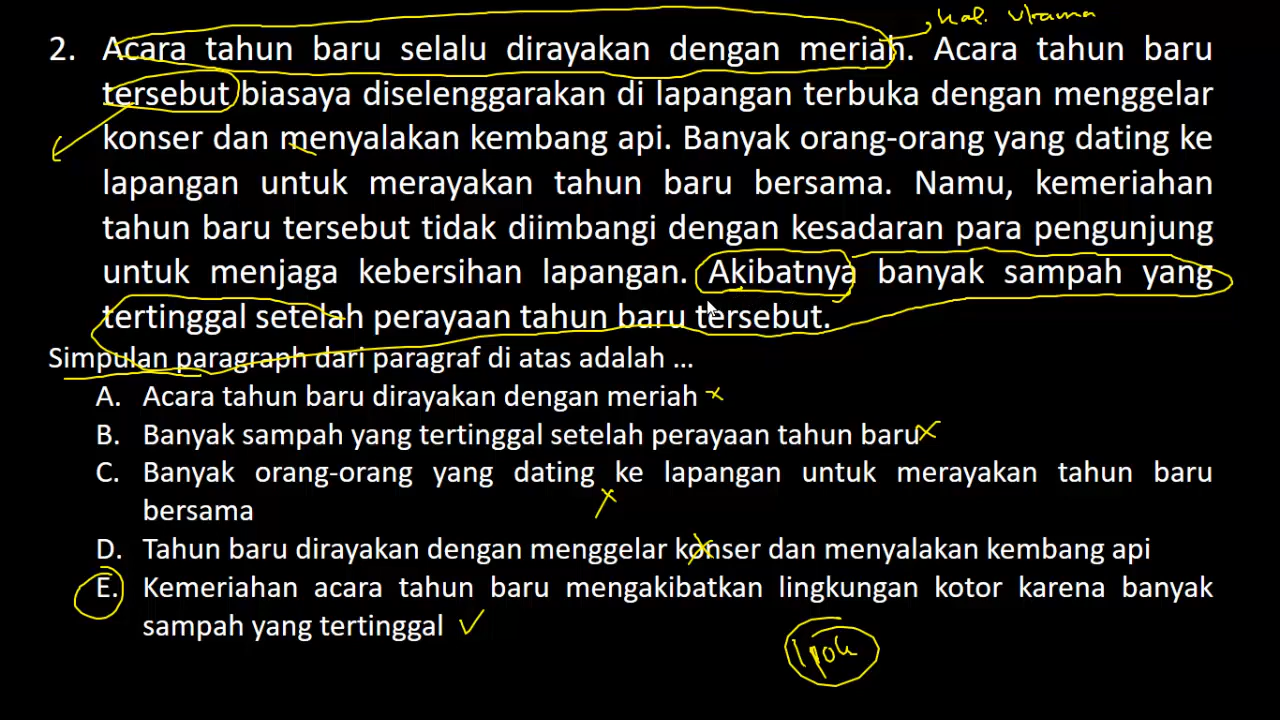 kal. utama
2. Acara tahun baru selalu dirayakan dengan meriah. Acara tahun baru
tersebut biasaya diselenggarakan di lapangan terbuka dengan menggelar
konser dan menyalakan kembang api. Banyak orang-orang yang dating ke
lapangan untuk merayakan tahun baru bersama. Namu, kemeriahan
tahun baru tersebut tidak diimbangi dengan kesadaran para pengunjung
untuk menjaga kebersihan lapangan. Akibatnya banyak sampah yang
tertinggal setelah perayaan tahun baru tersebut.
Simpulan paragraph dari paragraf di atas adalah ...
A. Acara tahun baru dirayakan dengan meriah
B. Banyak sampah yang tertinggal setelah perayaan tahun baru
C. Banyak orang-orang yang dating ke lapangan untuk merayakan tahun baru
bersama
D. Tahun baru dirayakan dengan menggelar konser dan menyalakan kembang api
E. Kemeriahan acara tahun baru mengakibatkan lingkungan kotor karena banyak
sampah yang tertinggal